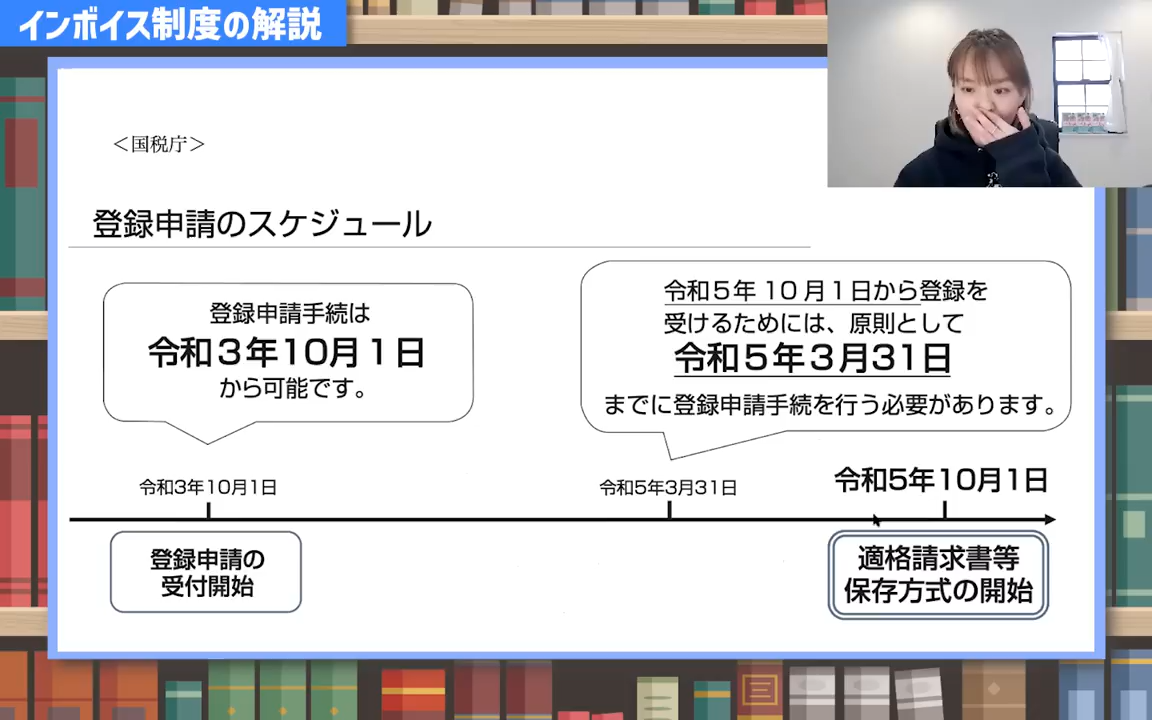 インボイス制度の解説
＜国税庁＞
登録申請のスケジュール
登録申請手続は
令和３年10月１日
から可能です。
令和５年 10 月１日から登録を
受けるためには、原則として
令和５年３月31日
までに登録申請手続を行う必要があります。
令和3年10月1日
令和5年3月31日
令和5年10月1日
登録申請の
受付開始
適格請求書等
保存方式の開始